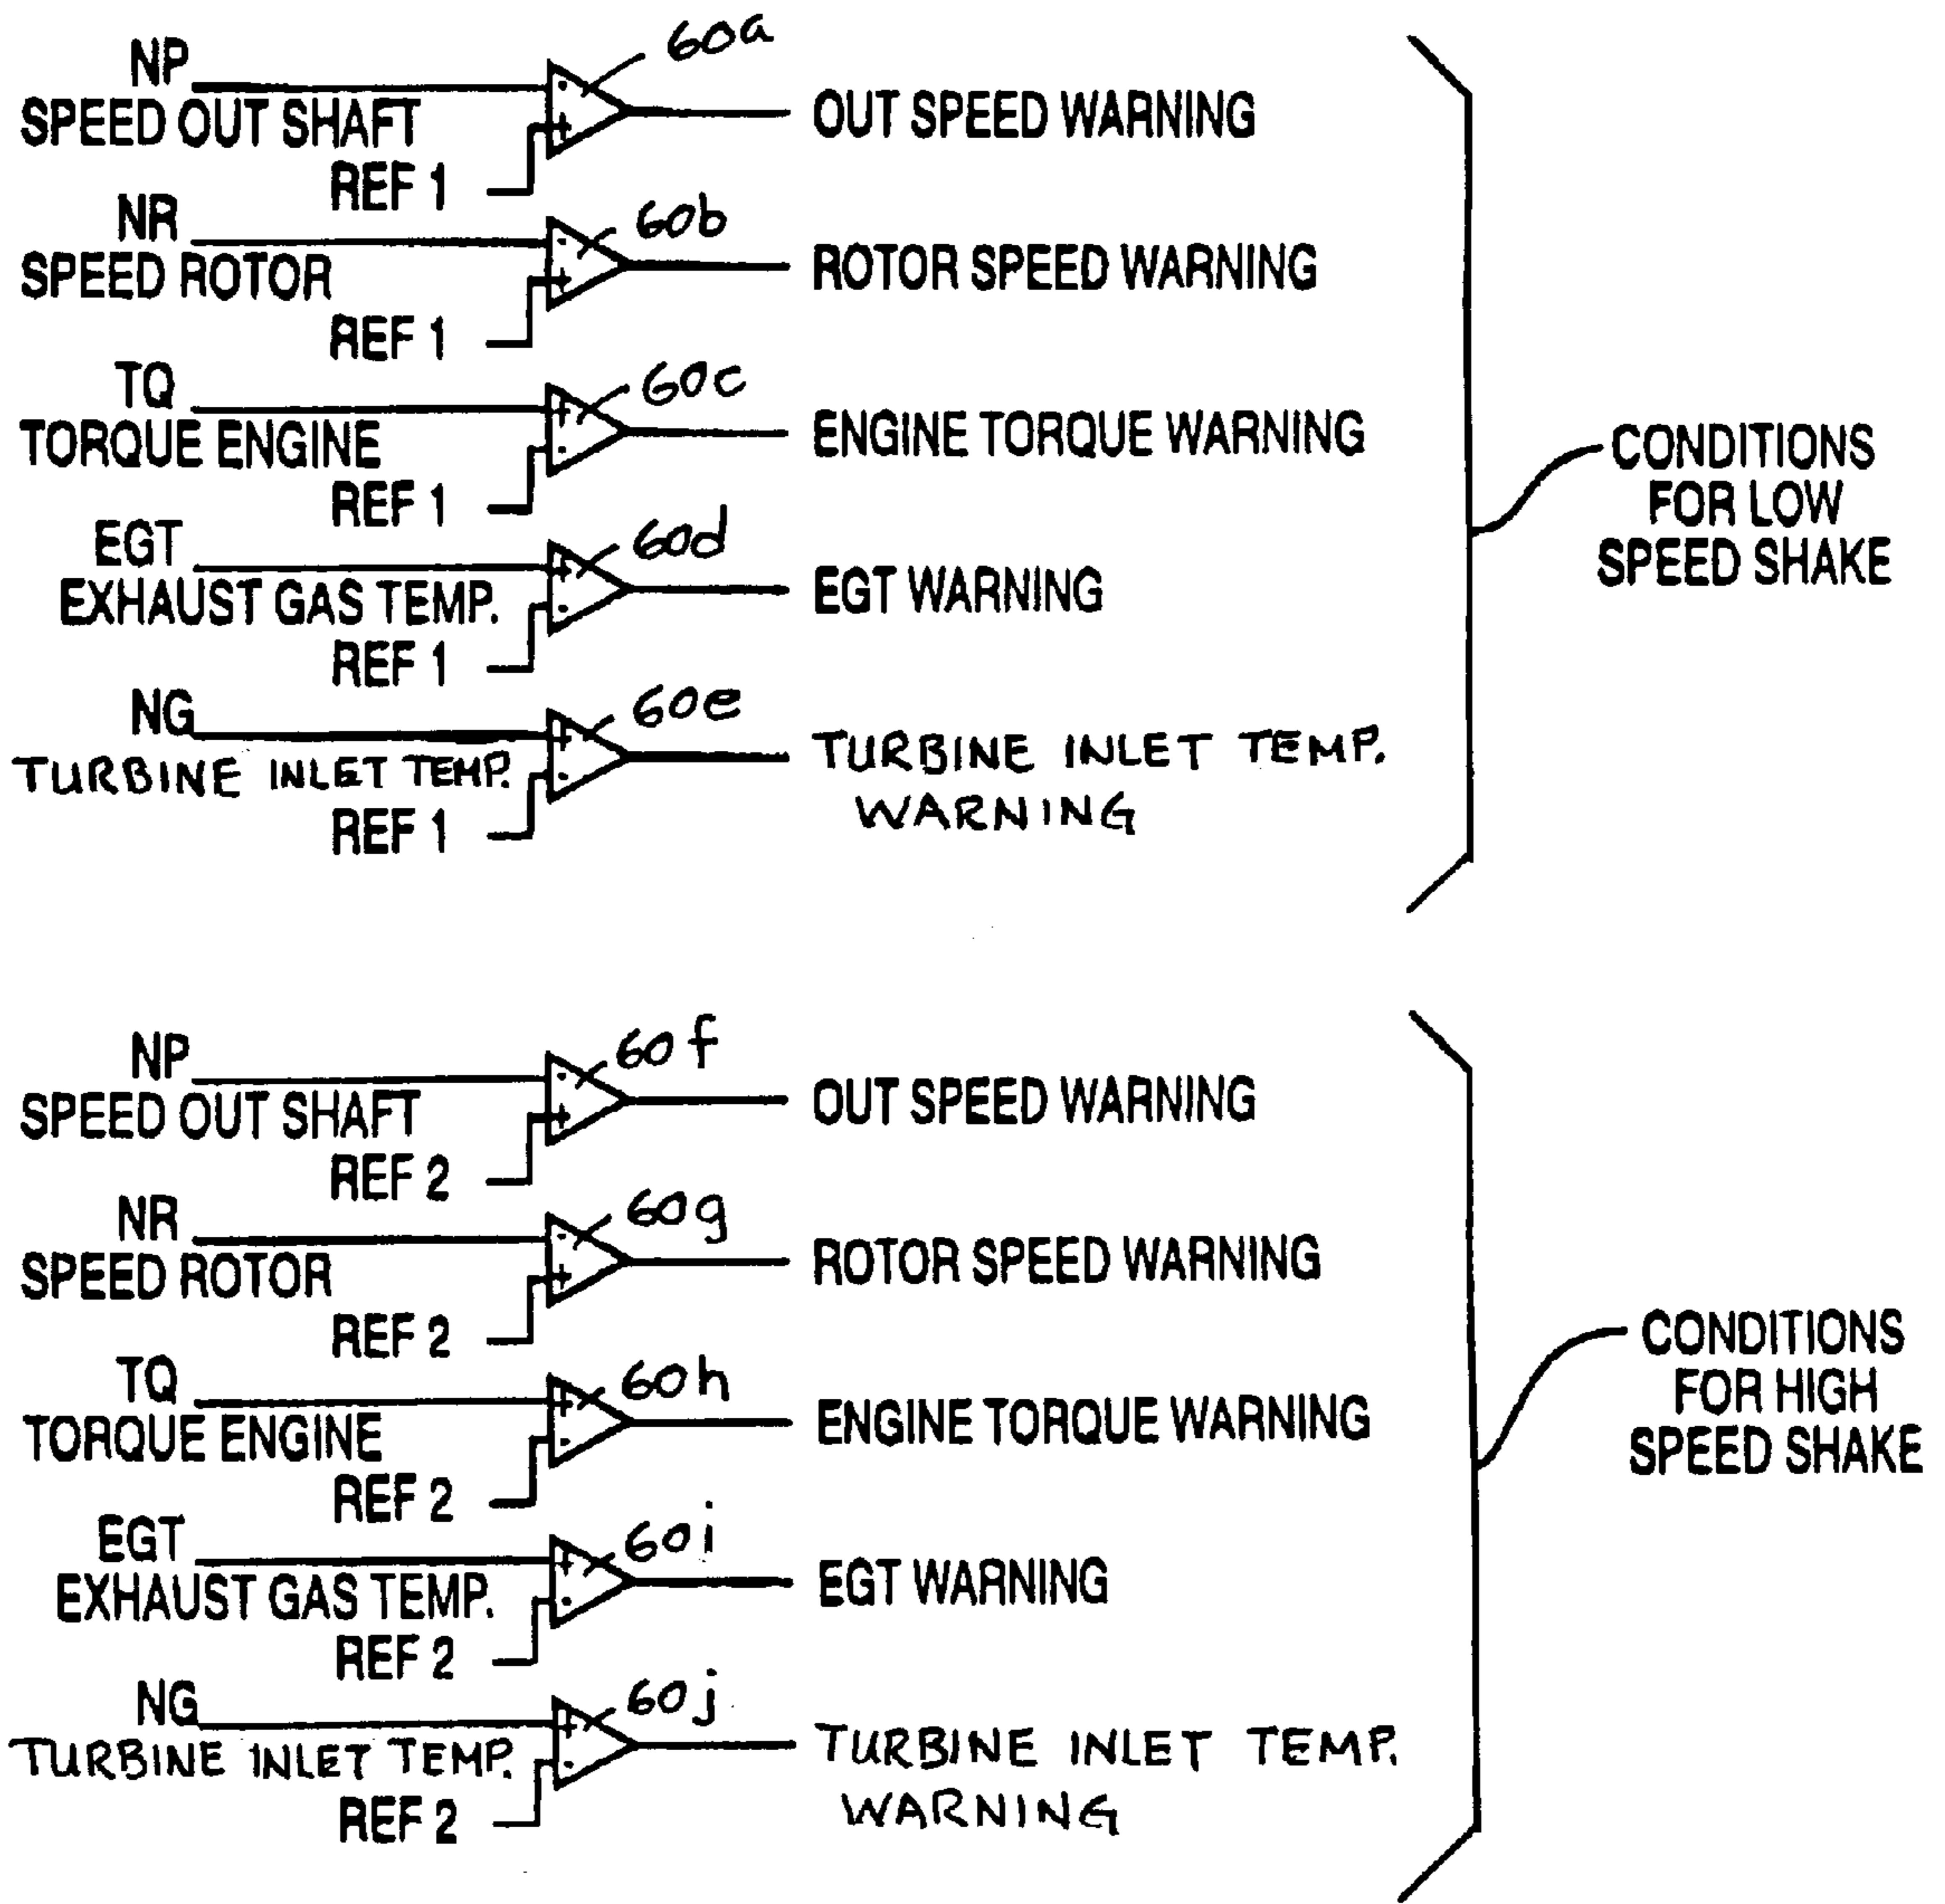 NP
60a
SPEED OUT SHAFT
OUT SPEED WARNING
REF 1
NR
60b
SPEED ROTOR
ROTOR SPEED WARNING
REF 1
TQ
60c
TORQUE ENGINE
ENGINE TORQUE WARNING
REF 1
EGT
60d
EXHAUST GAS TEMP.
EGT WARNING
REF 1
NG
60e
TURBINE INLET TEMP.
TURBINE INLET TEMP.
WARNING
REF 1
CONDITIONS
FOR LOW
SPEED SHAKE
NP
60f
SPEED OUT SHAFT
OUT SPEED WARNING
REF 2
NR
60g
SPEED ROTOR
ROTOR SPEED WARNING
REF 2
TQ
60h
TORQUE ENGINE
ENGINE TORQUE WARNING
REF 2
EGT
60i
EXHAUST GAS TEMP.
EGT WARNING
REF 2
NG
60j
TURBINE INLET TEMP.
TURBINE INLET TEMP.
WARNING
REF 2
CONDITIONS
FOR HIGH
SPEED SHAKE